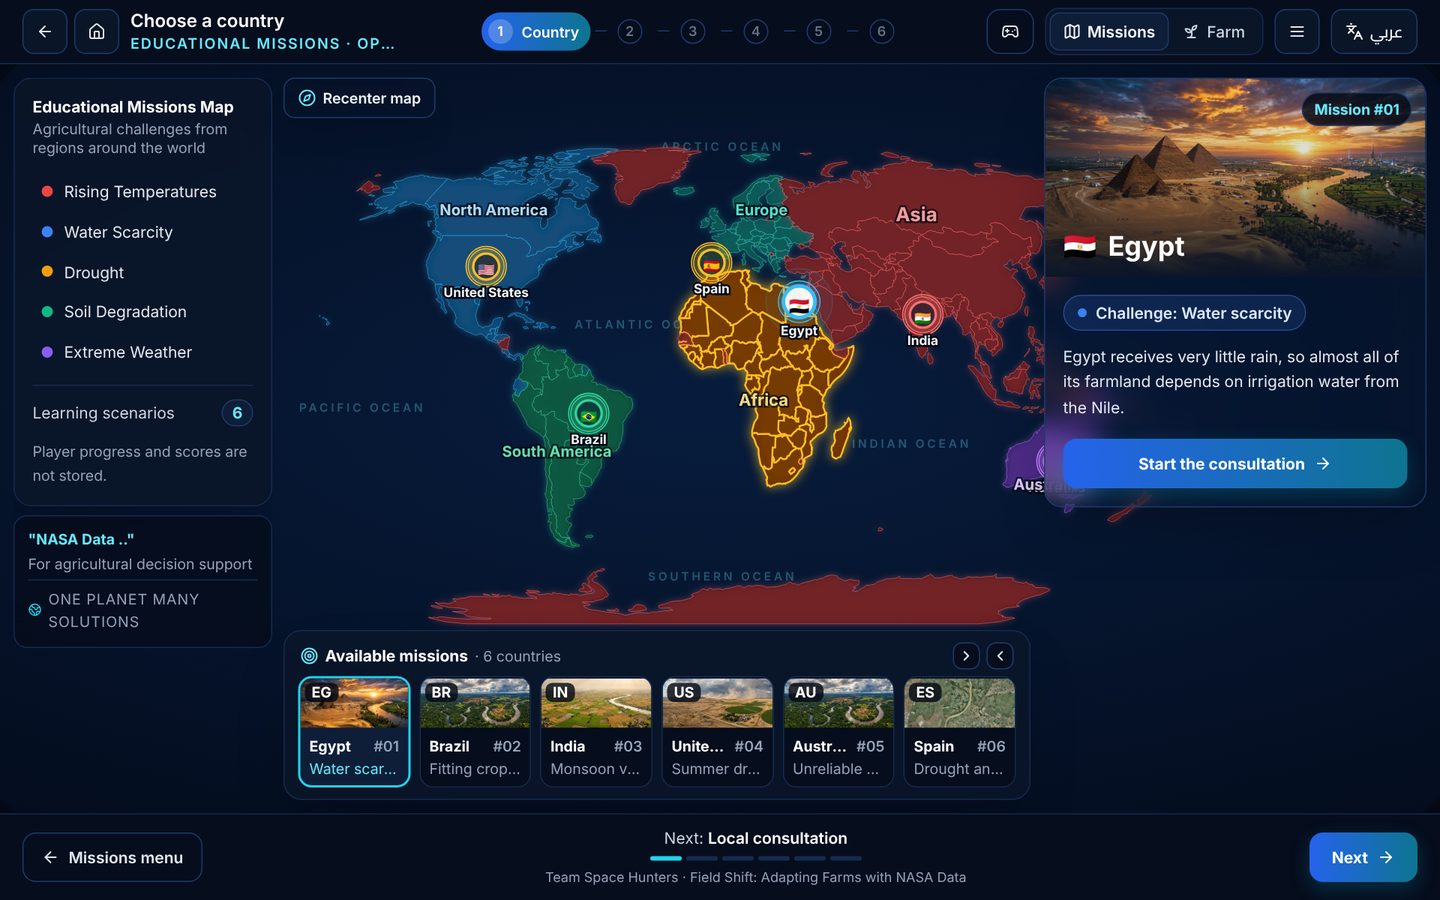 Choose a country
EDUCATIONAL MISSIONS · OP...
1 Country
2
3
4
5
6
Missions
Farm
عربي
Educational Missions Map
Agricultural challenges from
regions around the world
Rising Temperatures
Water Scarcity
Drought
Soil Degradation
Extreme Weather
Learning scenarios 6
Player progress and scores are
not stored.
"NASA Data .."
For agricultural decision support
ONE PLANET MANY
SOLUTIONS
Recenter map
ARCTIC OCEAN
North America
Europe
Asia
United States
Spain
Egypt
India
ATLANTIC OC
PACIFIC OCEAN
Africa
Brazil
South America
INDIAN OCEAN
SOUTHERN OCEAN
Mission #01
Egypt
Challenge: Water scarcity
Egypt receives very little rain, so almost all of
its farmland depends on irrigation water from
the Nile.
Start the consultation
Available missions · 6 countries
EG
Egypt #01
Water scar...
BR
Brazil #02
Fitting crop...
IN
India #03
Monsoon v...
US
Unite... #04
Summer dr...
AU
Austr... #05
Unreliable ...
ES
Spain #06
Drought an...
Missions menu
Next: Local consultation
Team Space Hunters · Field Shift: Adapting Farms with NASA Data
Next